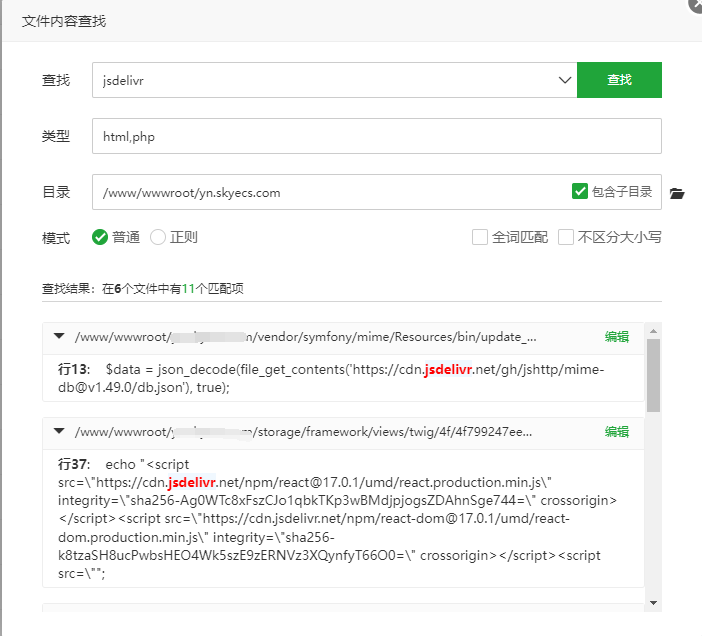 文件内容查找
查找 jsdelivr 查找
类型 html,php
目录 /www/wwwroot/yn.skyecs.com 包含子目录
模式 普通 正则 全词匹配 不区分大小写
查找结果：在6个文件中有11个匹配项
/www/wwwroot/ /vendor/symfony/mime/Resources/bin/update_... 编辑
行13: $data = json_decode(file_get_contents('https://cdn.jsdelivr.net/gh/jshttp/mime-
db@v1.49.0/db.json'), true);
/www/wwwroot/ /storage/framework/views/twig/4f/4f799247ee... 编辑
行37: echo "<script
src=\"https://cdn.jsdelivr.net/npm/react@17.0.1/umd/react.production.min.js\"
integrity=\"sha256-Ag0WTc8xFszCJo1qbkTKp3wBMdjpjogsZDAhnSge744=\" crossorigin>
</script><script src=\"https://cdn.jsdelivr.net/npm/react-dom@17.0.1/umd/react-
dom.production.min.js\" integrity=\"sha256-
k8tzaSH8ucPwbsHEO4Wk5szE9zERNVz3XQynfyT66O0=\" crossorigin></script><script
src=\"";